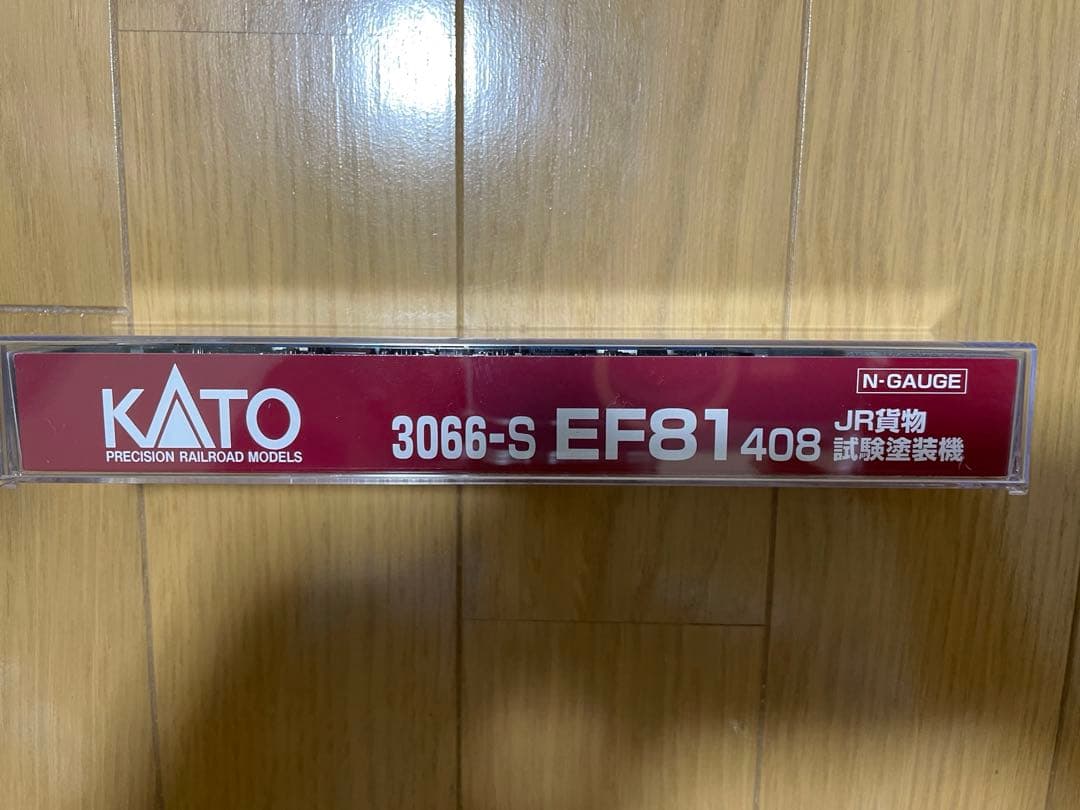 KATO
PRECISION RAILROAD MODELS
3066-S EF81 408
N-GAUGE
JR貨物
試験塗装機